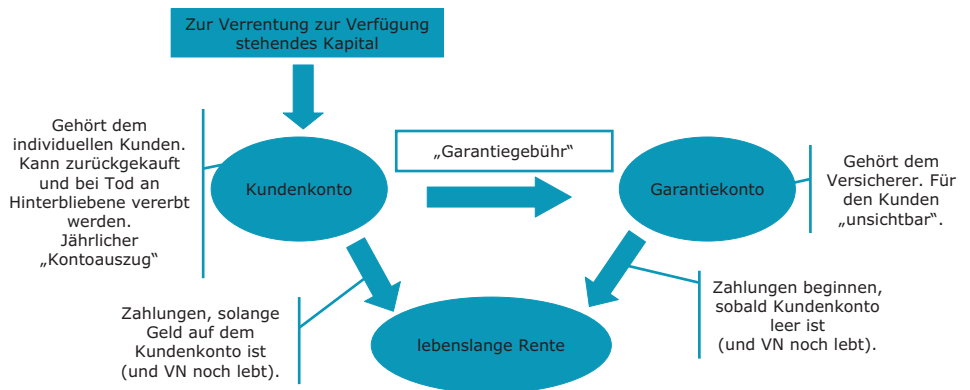 Zur Verrentung zur Verfügung
stehendes Kapital
Gehört dem
individuellen Kunden.
Kann zurückgekauft
und bei Tod an
Hinterbliebene vererbt
werden.
Jährlicher
„Kontoauszug“
Kundenkonto
„Garantiegebühr“
Garantiekonto
Gehört dem
Versicherer. Für
den Kunden
„unsichtbar“.
Zahlungen, solange
Geld auf dem
Kundenkonto ist
(und VN noch lebt).
lebenslange Rente
Zahlungen beginnen,
sobald Kundenkonto
leer ist
(und VN noch lebt).